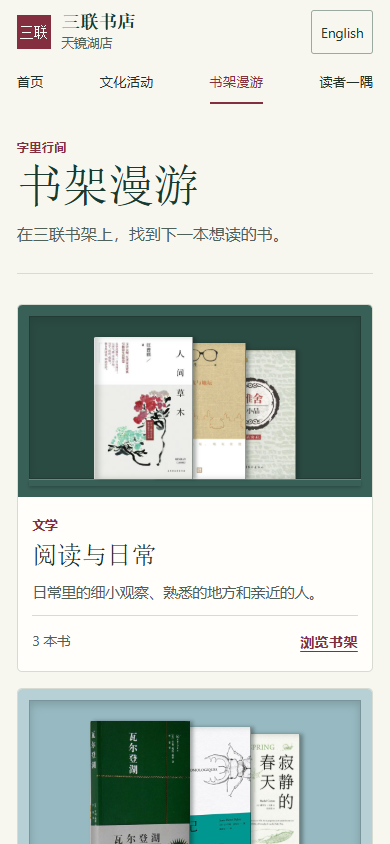 三联
三联书店
天镜湖店
English
首页
文化活动
书架漫游
读者一隅
字里行间
书架漫游
在三联书架上，找到下一本想读的书。
人间草木
小品
文学
阅读与日常
日常里的细小观察、熟悉的地方和亲近的人。
3 本书
浏览书架
瓦尔登湖
瓦尔登湖
记
SPRING
寂静的
春天